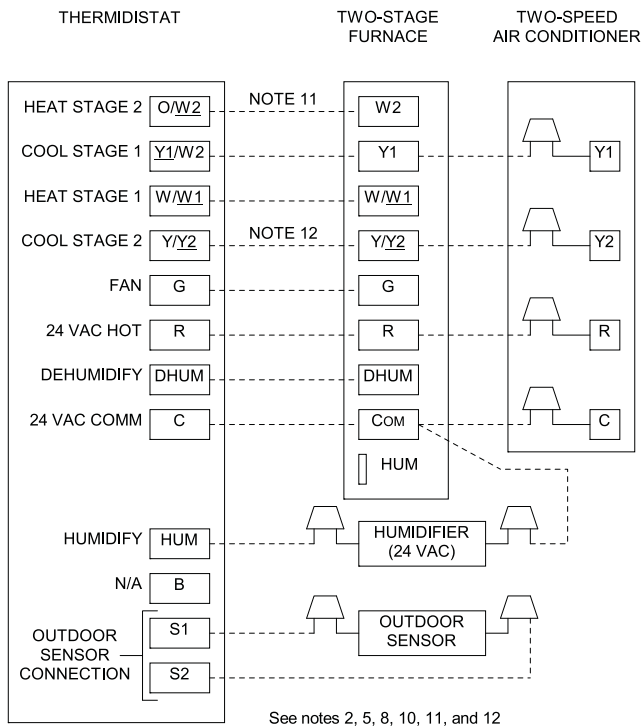 THERMIDISTAT
TWO-STAGE
FURNACE
TWO-SPEED
AIR CONDITIONER
HEAT STAGE 2 O/W2 NOTE 11 W2
COOL STAGE 1 Y1/W2 Y1 Y1
HEAT STAGE 1 W/W1 W/W1
COOL STAGE 2 Y/Y2 NOTE 12 Y/Y2 Y2
FAN G G
24 VAC HOT R R R
DEHUMIDIFY DHUM DHUM
24 VAC COMM C COM C
HUM
HUMIDIFY HUM
HUMIDIFIER
(24 VAC)
N/A B
OUTDOOR
SENSOR
CONNECTION
S1
S2
OUTDOOR
SENSOR
See notes 2, 5, 8, 10, 11, and 12